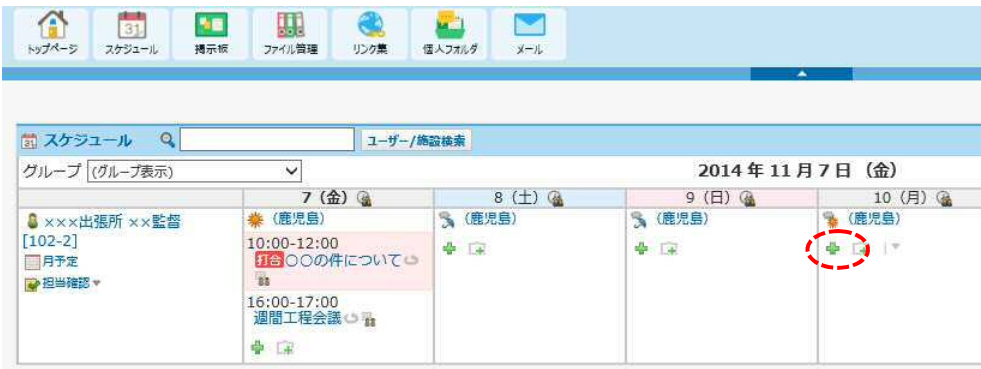 トップページ スケジュール 掲示板 ファイル管理 リンク集 個人フォルダ メール
スケジュール ユーザー/施設検索
グループ (グループ表示) 2014 年 11 月 7 日 (金)
7 (金) 8 (土) 9 (日) 10 (月)
×××出張所 ××監督
[102-2]
月予定
担当確認
(鹿児島)
10:00-12:00
打合 〇〇の件について
16:00-17:00
週間工程会議
(鹿児島)
(鹿児島)
(鹿児島)